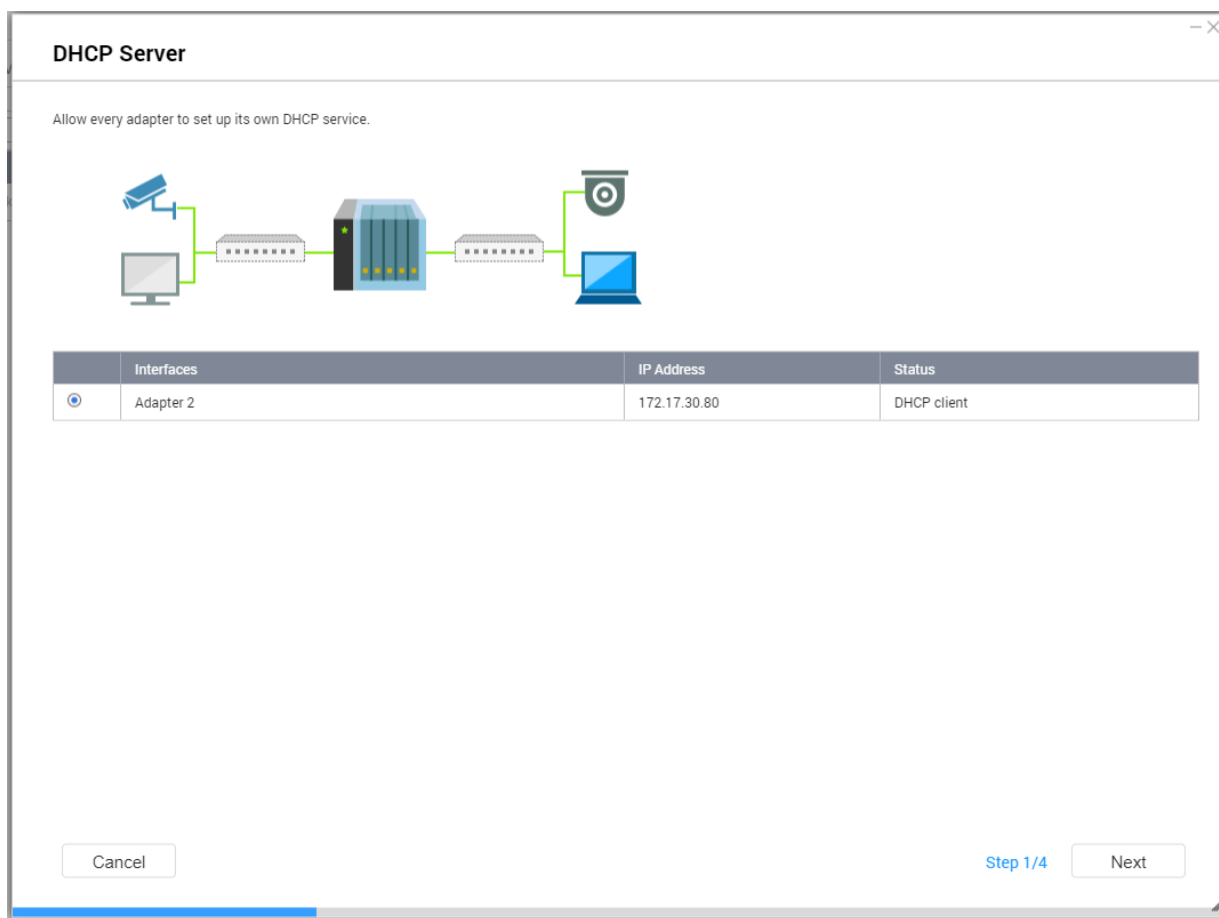 DHCP Server
Allow every adapter to set up its own DHCP service.
Interfaces IP Address Status
Adapter 2 172.17.30.80 DHCP client
Cancel Step 1/4 Next